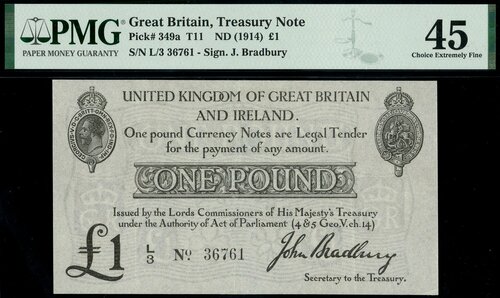 PMG
PAPER MONEY GUARANTY
Great Britain, Treasury Note
Pick# 349a T11 ND (1914) £1
S/N L/3 36761 - Sign. J. Bradbury
45
Choice Extremely Fine
UNITED KINGDOM OF GREAT BRITAIN
AND IRELAND.
One pound Currency Notes are Legal Tender
for the payment of any amount.
ONE POUND
Issued by the Lords Commissioners of His Majesty's Treasury
under the Authority of Act of Parliament (4 & 5 Geo.V.ch.14)
£1
L/3 Nº 36761
John Bradbury
Secretary to the Treasury.